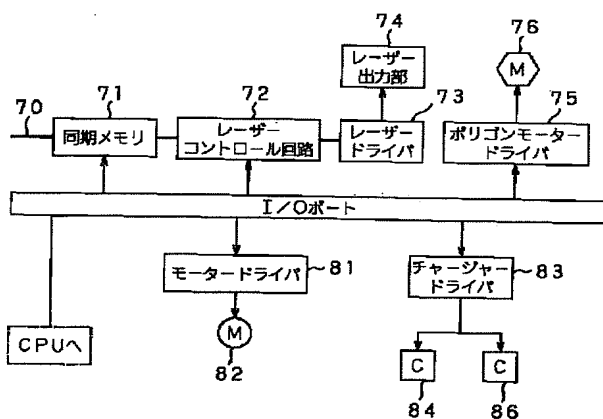 74
76
レーザー
出力部
M
70
71
72
73
75
同期メモリ
レーザー
コントロール回路
レーザー
ドライバ
ポリゴンモーター
ドライバ
I/Oポート
モータードライバ
81
チャージャー
ドライバ
83
CPUへ
M
82
C
C
84
86